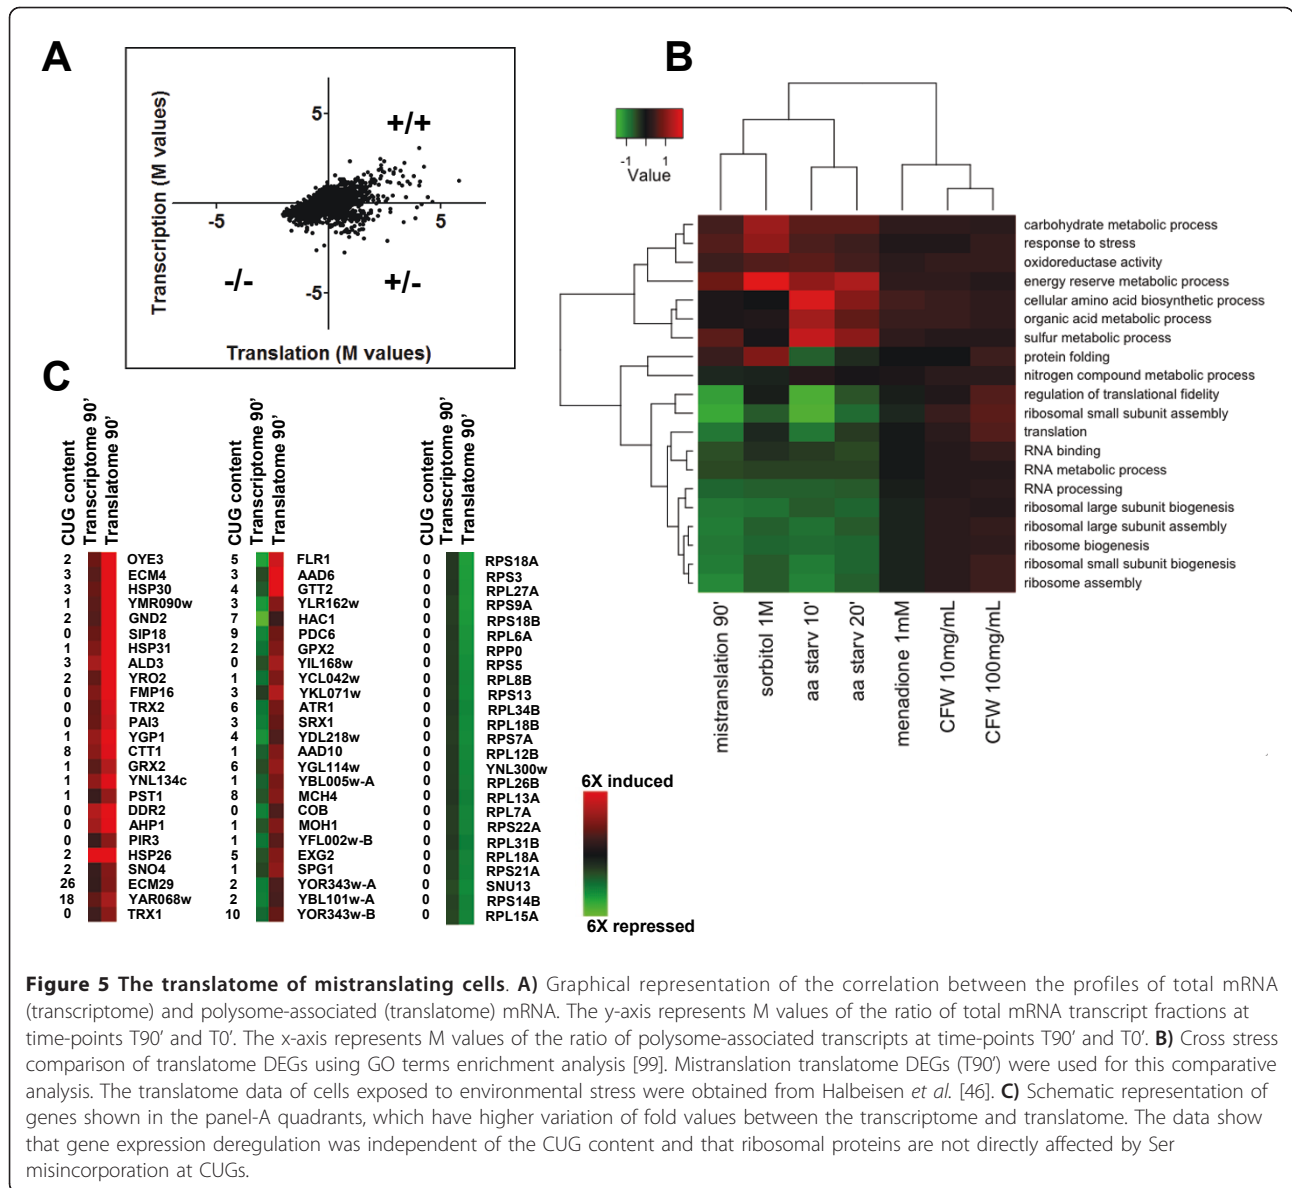 A
Transcription (M values)
5
+/+
-5
5
-/-
-5
+/-
Translation (M values)
B
-1 1
Value
carbohydrate metabolic process
response to stress
oxidoreductase activity
energy reserve metabolic process
cellular amino acid biosynthetic process
organic acid metabolic process
sulfur metabolic process
protein folding
nitrogen compound metabolic process
regulation of translational fidelity
ribosomal small subunit assembly
translation
RNA binding
RNA metabolic process
RNA processing
ribosomal large subunit biogenesis
ribosomal large subunit assembly
ribosome biogenesis
ribosomal small subunit biogenesis
ribosome assembly
mistranslation 90'
sorbitol 1M
aa starv 10'
aa starv 20'
menadione 1mM
CFW 10mg/mL
CFW 100mg/mL
C
CUG content
Transcriptome 90'
Translatome 90'
2 OYE3
3 ECM4
3 HSP30
1 YMR090w
2 GND2
0 SIP18
1 HSP31
3 ALD3
2 YRO2
0 FMP16
0 TRX2
0 PAI3
1 YGP1
8 CTT1
1 GRX2
1 YNL134c
1 PST1
0 DDR2
0 AHP1
0 PIR3
2 HSP26
2 SNO4
26 ECM29
18 YAR068w
0 TRX1
CUG content
Transcriptome 90'
Translatome 90'
5 FLR1
3 AAD6
4 GTT2
3 YLR162w
7 HAC1
9 PDC6
2 GPX2
0 YIL168w
1 YCL042w
3 YKL071w
6 ATR1
3 SRX1
4 YDL218w
1 AAD10
6 YGL114w
1 YBL005w-A
8 MCH4
0 COB
1 MOH1
1 YFL002w-B
5 EXG2
1 SPG1
2 YOR343w-A
2 YBL101w-A
10 YOR343w-B
CUG content
Transcriptome 90'
Translatome 90'
0 RPS18A
0 RPS3
0 RPL27A
0 RPS9A
0 RPS18B
0 RPL6A
0 RPP0
0 RPS5
0 RPL8B
0 RPS13
0 RPL34B
0 RPL18B
0 RPS7A
0 RPL12B
0 YNL300w
0 RPL26B
0 RPL13A
0 RPL7A
0 RPS22A
0 RPL31B
0 RPL18A
0 RPS21A
0 SNU13
0 RPS14B
0 RPL15A
6X induced
6X repressed
Figure 5 The translatome of mistranslating cells. A) Graphical representation of the correlation between the profiles of total mRNA
(transcriptome) and polysome-associated (translatome) mRNA. The y-axis represents M values of the ratio of total mRNA transcript fractions at
time-points T90′ and T0′. The x-axis represents M values of the ratio of polysome-associated transcripts at time-points T90′ and T0′. B) Cross stress
comparison of translatome DEGs using GO terms enrichment analysis [99]. Mistranslation translatome DEGs (T90′) were used for this comparative
analysis. The translatome data of cells exposed to environmental stress were obtained from Halbeisen et al. [46]. C) Schematic representation of
genes shown in the panel-A quadrants, which have higher variation of fold values between the transcriptome and translatome. The data show
that gene expression deregulation was independent of the CUG content and that ribosomal proteins are not directly affected by Ser
misincorporation at CUGs.